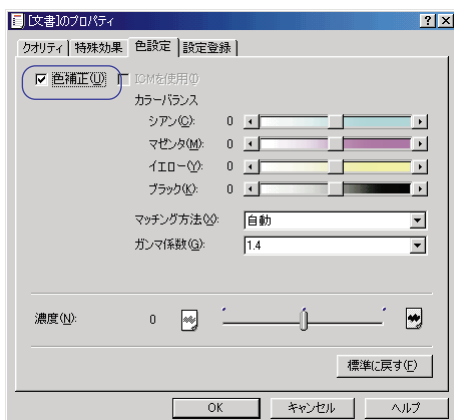 [文書]のプロパティ
クオリティ 特殊効果 色設定 設定登録
色補正(U) ICMを使用(I)
カラーバランス
シアン(C): 0
マゼンタ(M): 0
イエロー(Y): 0
ブラック(K): 0
マッチング方法(X): 自動
ガンマ係数(G): 1.4
濃度(N): 0
標準に戻す(F)
OK キャンセル ヘルプ